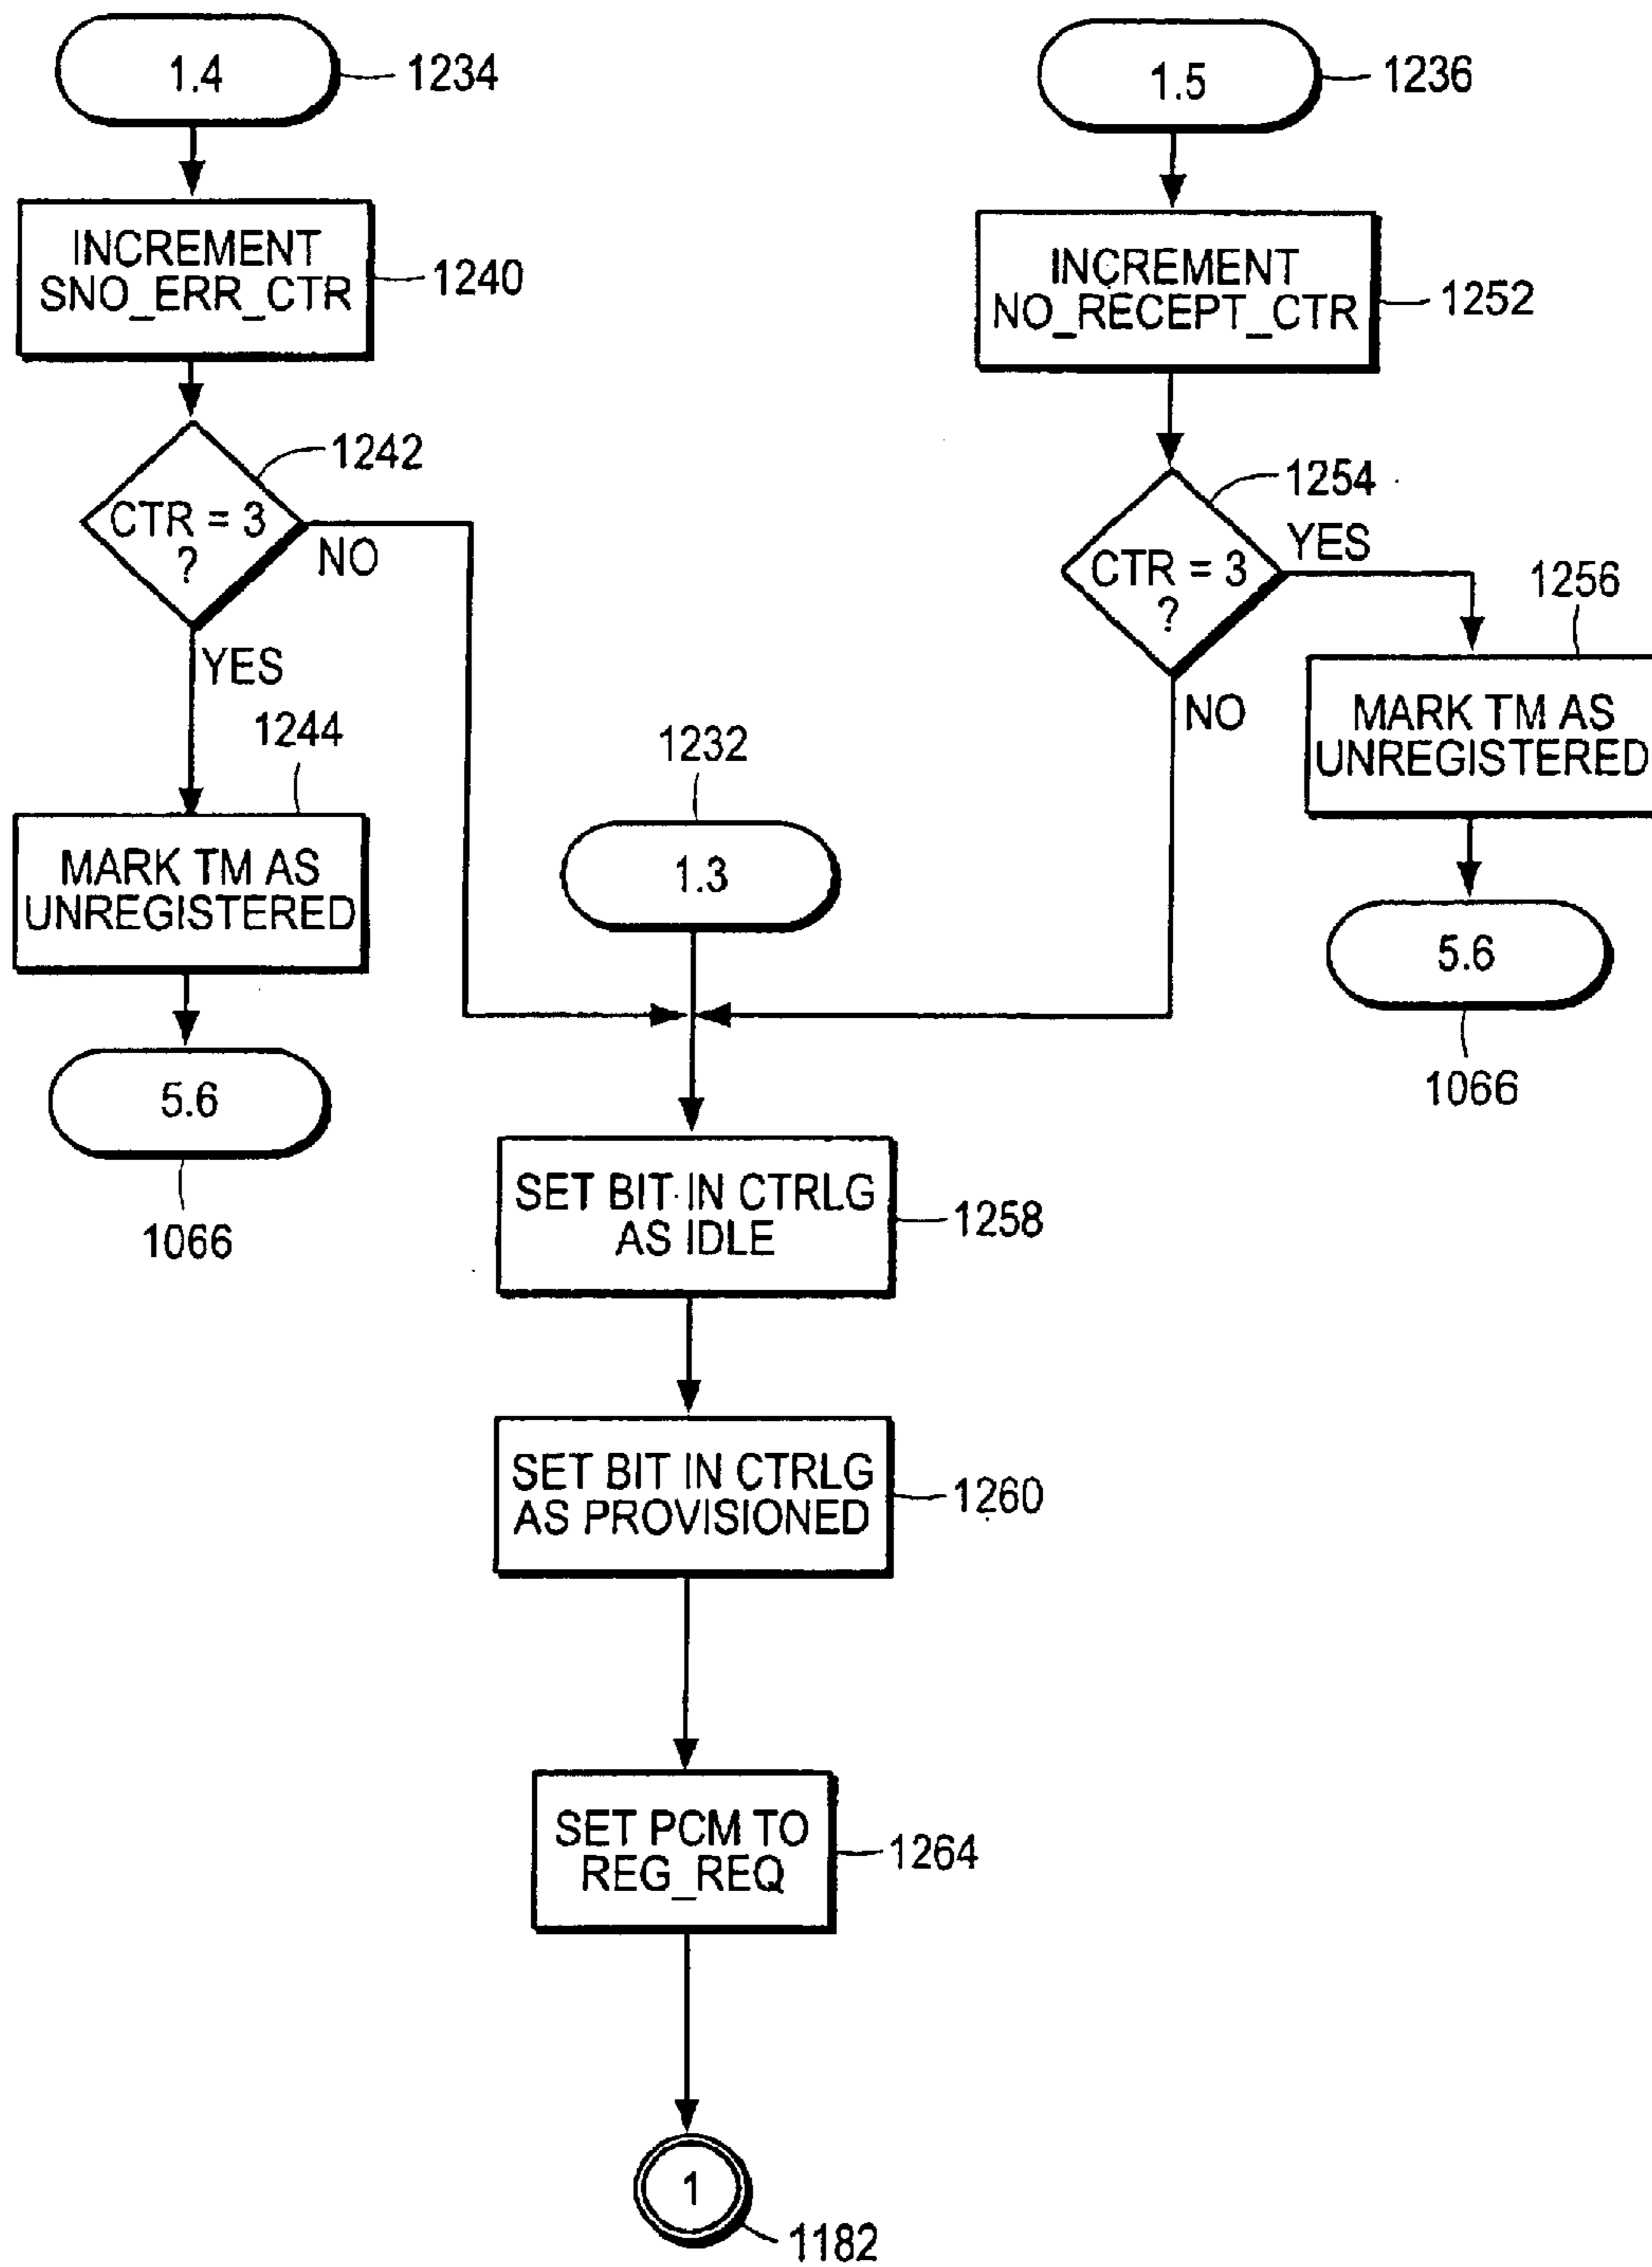 1.4
1234
INCREMENT
SNO_ERR_CTR
1240
1242
CTR = 3
?
NO
YES
1244
MARK TM AS
UNREGISTERED
5.6
1066
1.5
1236
INCREMENT
NO_RECEPT_CTR
1252
1254
CTR = 3
?
YES
NO
1256
MARK TM AS
UNREGISTERED
5.6
1066
1232
1.3
SET BIT IN CTRLG
AS IDLE
1258
SET BIT IN CTRLG
AS PROVISIONED
1260
SET PCM TO
REG_REQ
1264
1
1182